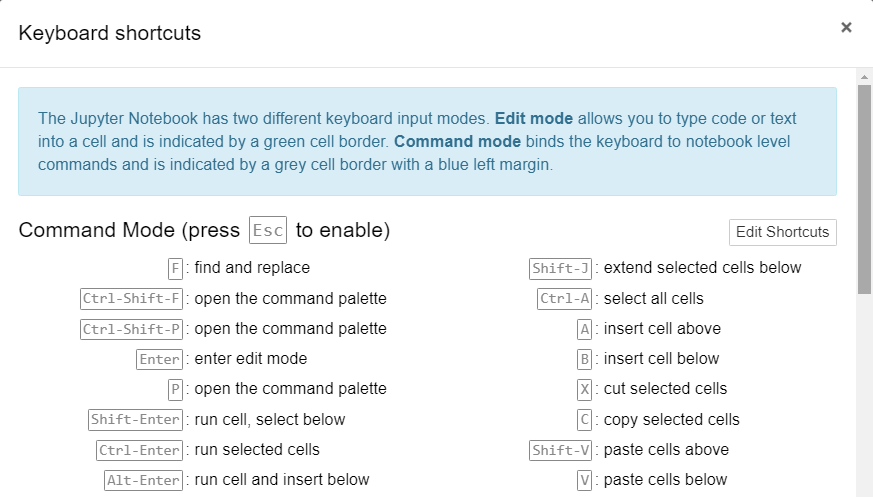 Keyboard shortcuts
×
The Jupyter Notebook has two different keyboard input modes. Edit mode allows you to type code or text
into a cell and is indicated by a green cell border. Command mode binds the keyboard to notebook level
commands and is indicated by a grey cell border with a blue left margin.
Command Mode (press Esc to enable)
Edit Shortcuts
F : find and replace
Ctrl-Shift-F : open the command palette
Ctrl-Shift-P : open the command palette
Enter : enter edit mode
P : open the command palette
Shift-Enter : run cell, select below
Ctrl-Enter : run selected cells
Alt-Enter : run cell and insert below
Shift-J : extend selected cells below
Ctrl-A : select all cells
A : insert cell above
B : insert cell below
X : cut selected cells
C : copy selected cells
Shift-V : paste cells above
V : paste cells below